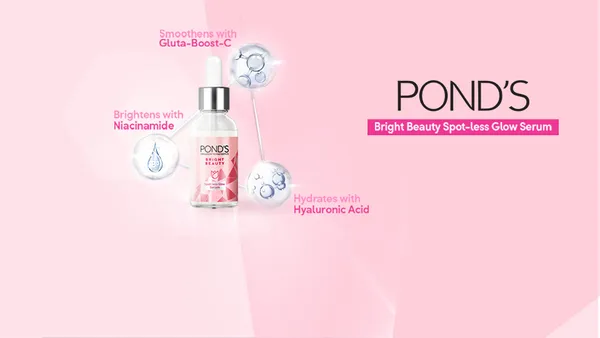 Smoothens with
Gluta-Boost-C
Brightens with
Niacinamide
POND'S
BRIGHT
BEAUTY
Hydrates with
Hyaluronic Acid
POND'S
Bright Beauty Spot-less Glow Serum